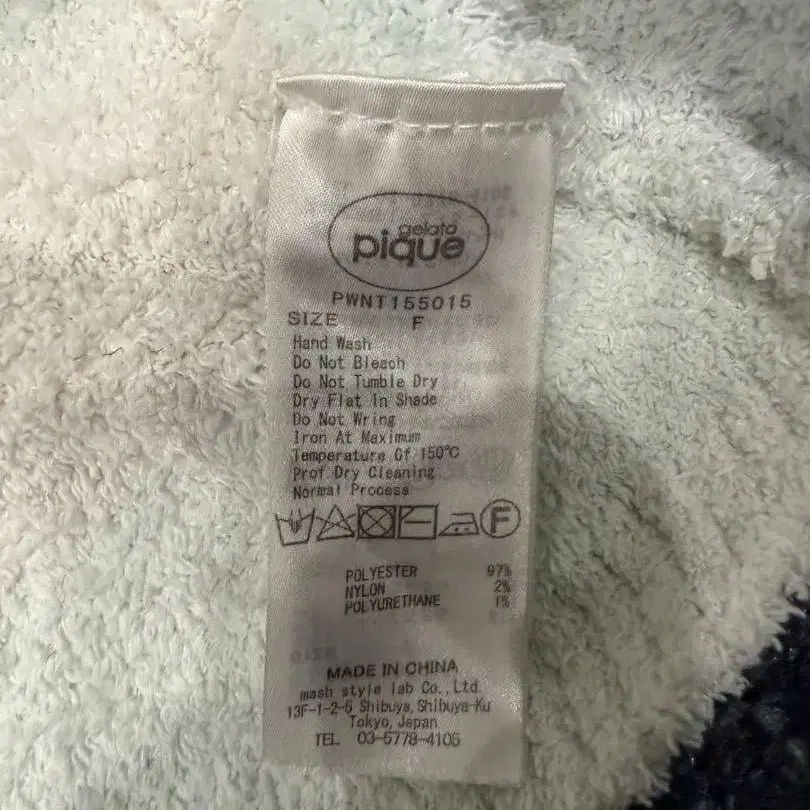 gelato
pique
PWNT155015
SIZE F
Hand Wash
Do Not Bleach
Do Not Tumble Dry
Dry Flat In Shade
Do Not Wring
Iron At Maximum
Temperature Of 150℃
Prof Dry Cleaning
Normal Process
F
POLYESTER 97%
NYLON 2%
POLYURETHANE 1%
MADE IN CHINA
mash style lab Co., Ltd.
13F-1-2-5 Shibuya, Shibuya-Ku
Tokyo, Japan
TEL. 03-5778-4105